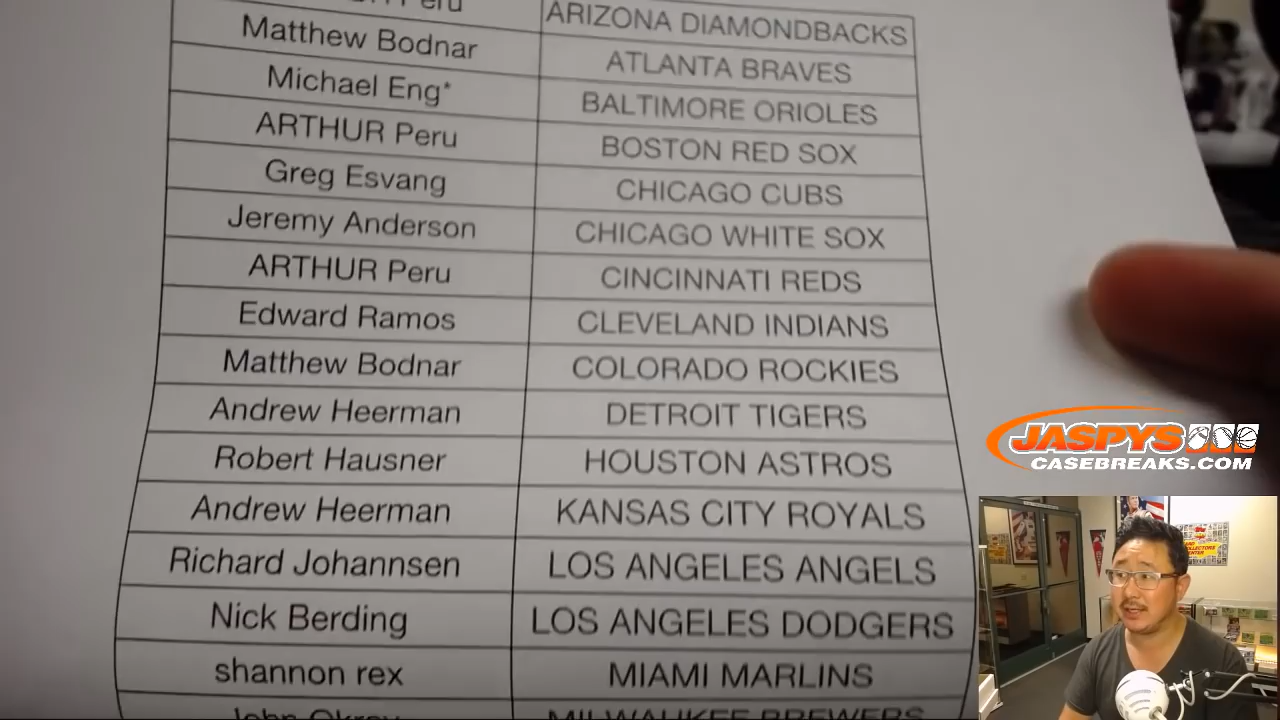 Peru ARIZONA DIAMONDBACKS
Matthew Bodnar ATLANTA BRAVES
Michael Eng* BALTIMORE ORIOLES
ARTHUR Peru BOSTON RED SOX
Greg Esvang CHICAGO CUBS
Jeremy Anderson CHICAGO WHITE SOX
ARTHUR Peru CINCINNATI REDS
Edward Ramos CLEVELAND INDIANS
Matthew Bodnar COLORADO ROCKIES
Andrew Heerman DETROIT TIGERS
Robert Hausner HOUSTON ASTROS
Andrew Heerman KANSAS CITY ROYALS
Richard Johannsen LOS ANGELES ANGELS
Nick Berding LOS ANGELES DODGERS
shannon rex MIAMI MARLINS
John MILWAUKEE BREWERS
JASPYS
CASEBREAKS.COM